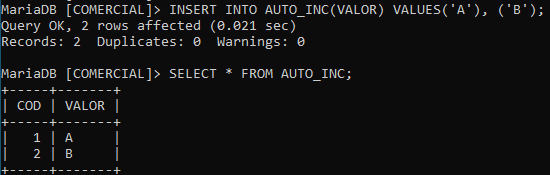 MariaDB [COMERCIAL]> INSERT INTO AUTO_INC(VALOR) VALUES('A'), ('B');
Query OK, 2 rows affected (0.021 sec)
Records: 2  Duplicates: 0  Warnings: 0

MariaDB [COMERCIAL]> SELECT * FROM AUTO_INC;
+-----+-------+
| COD | VALOR |
+-----+-------+
|   1 | A     |
|   2 | B     |
+-----+-------+